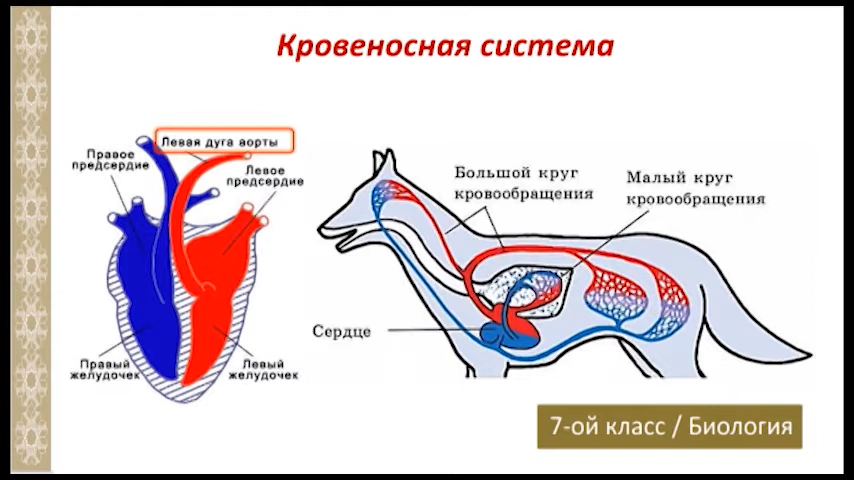 Кровеносная система
Левая дуга аорты
Правое
предсердие
Левое
предсердие
Правый
желудочек
Левый
желудочек
Большой круг
кровообращения
Малый круг
кровообращения
Сердце
7-ой класс / Биология